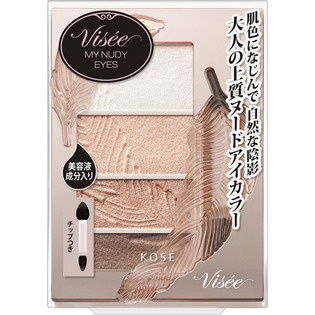 Visée
MY NUDY
EYES
肌色になじんで 自然な陰影
大人の上質ヌードアイカラー
美容液
成分入り
チップつき
KOSÉ
Visée